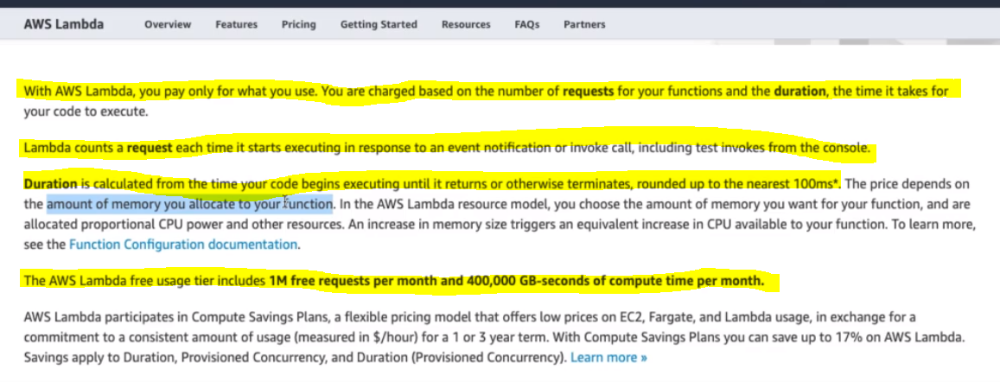 AWS Lambda Overview Features Pricing Getting Started Resources FAQs Partners
With AWS Lambda, you pay only for what you use. You are charged based on the number of requests for your functions and the duration, the time it takes for
your code to execute.
Lambda counts a request each time it starts executing in response to an event notification or invoke call, including test invokes from the console.
Duration is calculated from the time your code begins executing until it returns or otherwise terminates, rounded up to the nearest 100ms*. The price depends on
the amount of memory you allocate to your function. In the AWS Lambda resource model, you choose the amount of memory you want for your function, and are
allocated proportional CPU power and other resources. An increase in memory size triggers an equivalent increase in CPU available to your function. To learn more,
see the Function Configuration documentation.
The AWS Lambda free usage tier includes 1M free requests per month and 400,000 GB-seconds of compute time per month.
AWS Lambda participates in Compute Savings Plans, a flexible pricing model that offers low prices on EC2, Fargate, and Lambda usage, in exchange for a
commitment to a consistent amount of usage (measured in $/hour) for a 1 or 3 year term. With Compute Savings Plans you can save up to 17% on AWS Lambda.
Savings apply to Duration, Provisioned Concurrency, and Duration (Provisioned Concurrency). Learn more »